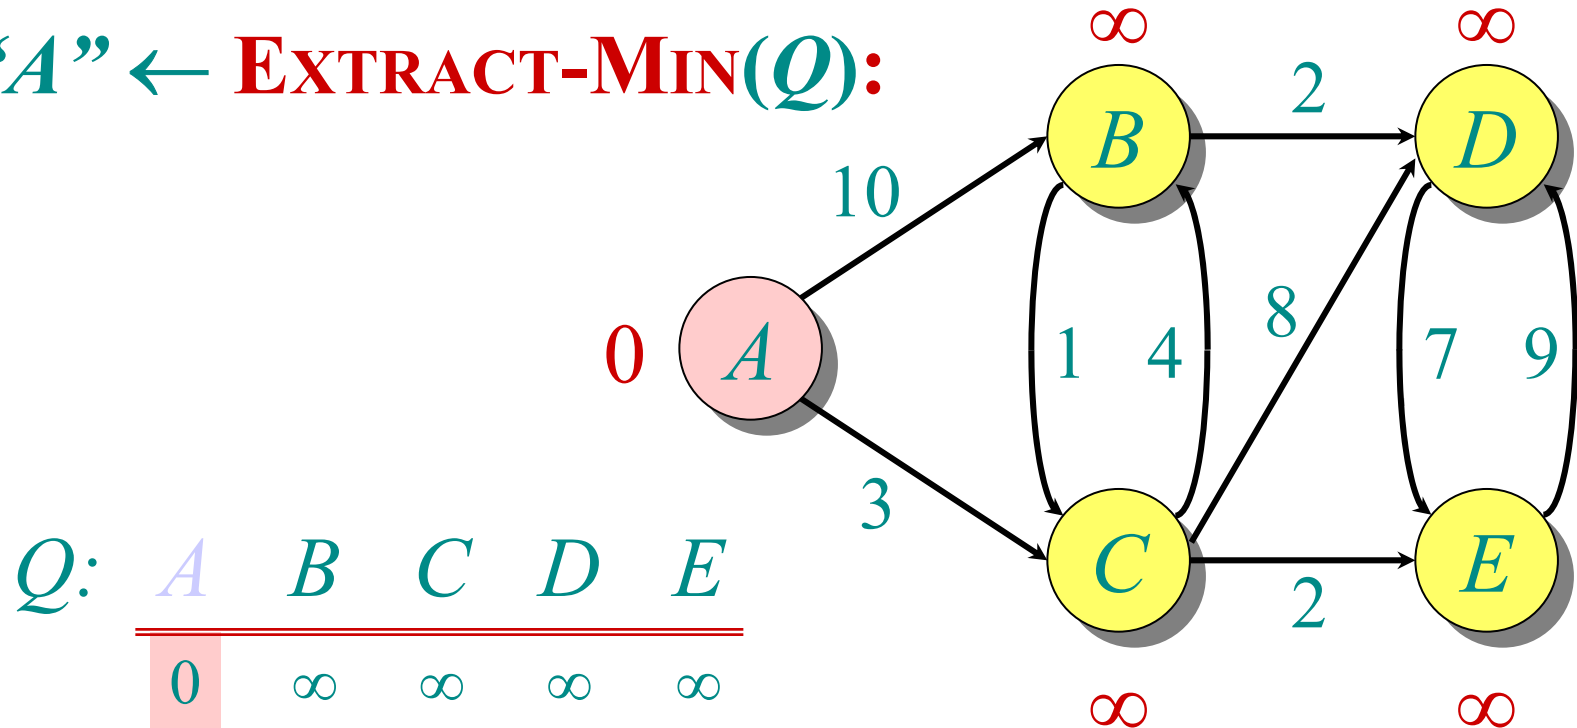 “A” ← EXTRACT-MIN(Q):
∞ ∞
B 2 D
10
8
0 A 1 4 7 9
3
C 2 E
∞ ∞
Q: A B C D E
0 ∞ ∞ ∞ ∞